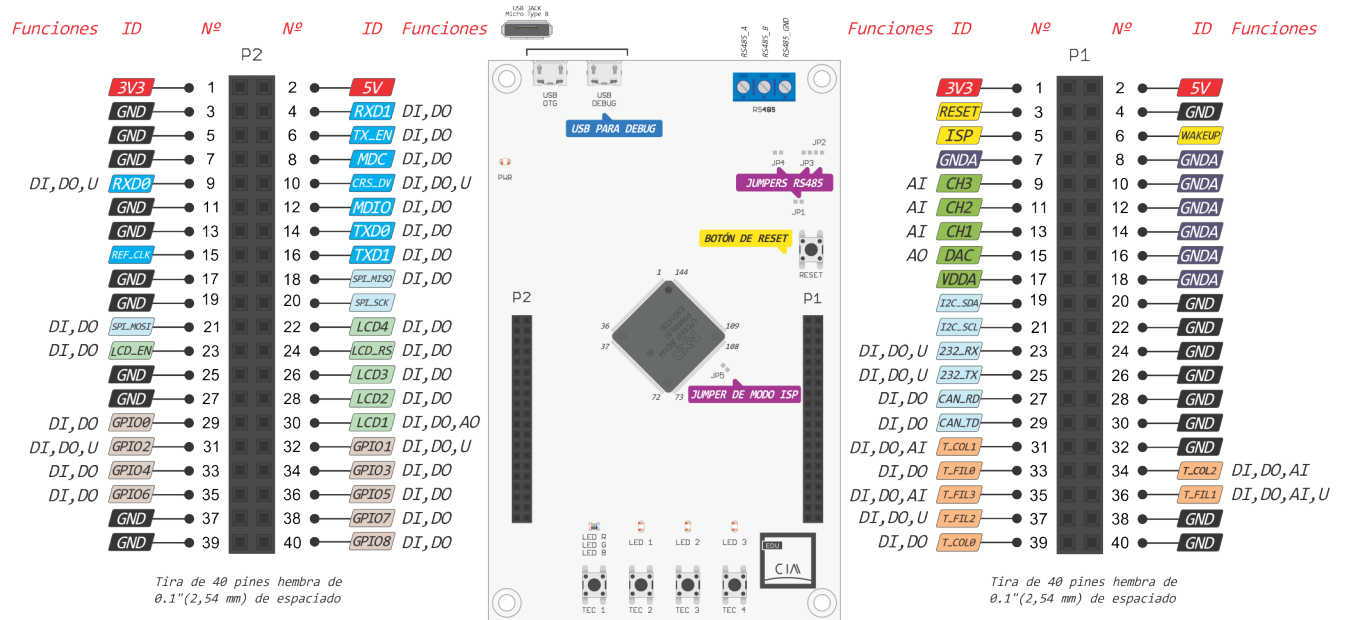 Funciones ID Nº Nº ID Funciones
P2
3V3 1 2 5V
GND 3 4 RXD1 DI,DO
GND 5 6 TX_EN DI,DO
GND 7 8 MDC DI,DO
DI,DO,U RXD0 9 10 CRS_DV DI,DO,U
GND 11 12 MDIO DI,DO
GND 13 14 TXD0 DI,DO
REF_CLK 15 16 TXD1 DI,DO
GND 17 18 SPI_MISO DI,DO
GND 19 20 SPI_SCK
DI,DO SPI_MOSI 21 22 LCD4 DI,DO
DI,DO LCD_EN 23 24 LCD_RS DI,DO
GND 25 26 LCD3 DI,DO
GND 27 28 LCD2 DI,DO
DI,DO GPIO0 29 30 LCD1 DI,DO,AO
DI,DO,U GPIO2 31 32 GPIO1 DI,DO,U
DI,DO GPIO4 33 34 GPIO3 DI,DO
DI,DO GPIO6 35 36 GPIO5 DI,DO
GND 37 38 GPIO7 DI,DO
GND 39 40 GPIO8 DI,DO
Tira de 40 pines hembra de
0.1"(2,54 mm) de espaciado
USB JACK
Micro Type B
RS485_A
RS485_B
RS485_GND
USB
OTG
USB
DEBUG
RS485
USB PARA DEBUG
PWR
JP2
JP4 JP3
JUMPERS RS485
JP1
BOTÓN DE RESET
RESET
1 144
P2 P1
36 109
37 108
JP5
72 73
JUMPER DE MODO ISP
LED R
LED G
LED B
LED 1 LED 2 LED 3
EDU
CIAA
TEC 1 TEC 2 TEC 3 TEC 4
Funciones ID Nº Nº ID Funciones
P1
3V3 1 2 5V
RESET 3 4 GND
ISP 5 6 WAKEUP
GNDA 7 8 GNDA
AI CH3 9 10 GNDA
AI CH2 11 12 GNDA
AI CH1 13 14 GNDA
AO DAC 15 16 GNDA
VDDA 17 18 GNDA
I2C_SDA 19 20 GND
I2C_SCL 21 22 GND
DI,DO,U 232_RX 23 24 GND
DI,DO,U 232_TX 25 26 GND
DI,DO CAN_RD 27 28 GND
DI,DO CAN_TD 29 30 GND
DI,DO,AI T_COL1 31 32 GND
DI,DO T_FIL0 33 34 T_COL2 DI,DO,AI
DI,DO,AI T_FIL3 35 36 T_FIL1 DI,DO,AI,U
DI,DO,U T_FIL2 37 38 GND
DI,DO T_COL0 39 40 GND
Tira de 40 pines hembra de
0.1"(2,54 mm) de espaciado